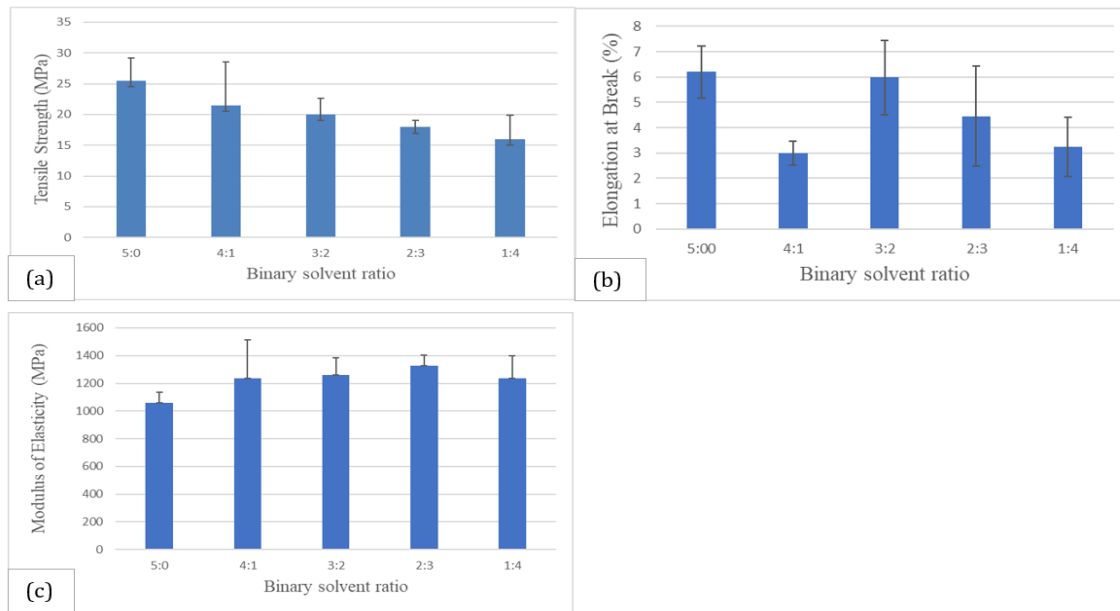 Tensile Strength (MPa)
35
30
25
20
15
10
5
0
5:0 4:1 3:2 2:3 1:4
Binary solvent ratio
(a)
Elongation at Break (%)
8
7
6
5
4
3
2
1
0
5:00 4:1 3:2 2:3 1:4
Binary solvent ratio
(b)
Modulus of Elasticity (MPa)
1600
1400
1200
1000
800
600
400
200
0
5:0 4:1 3:2 2:3 1:4
Binary solvent ratio
(c)